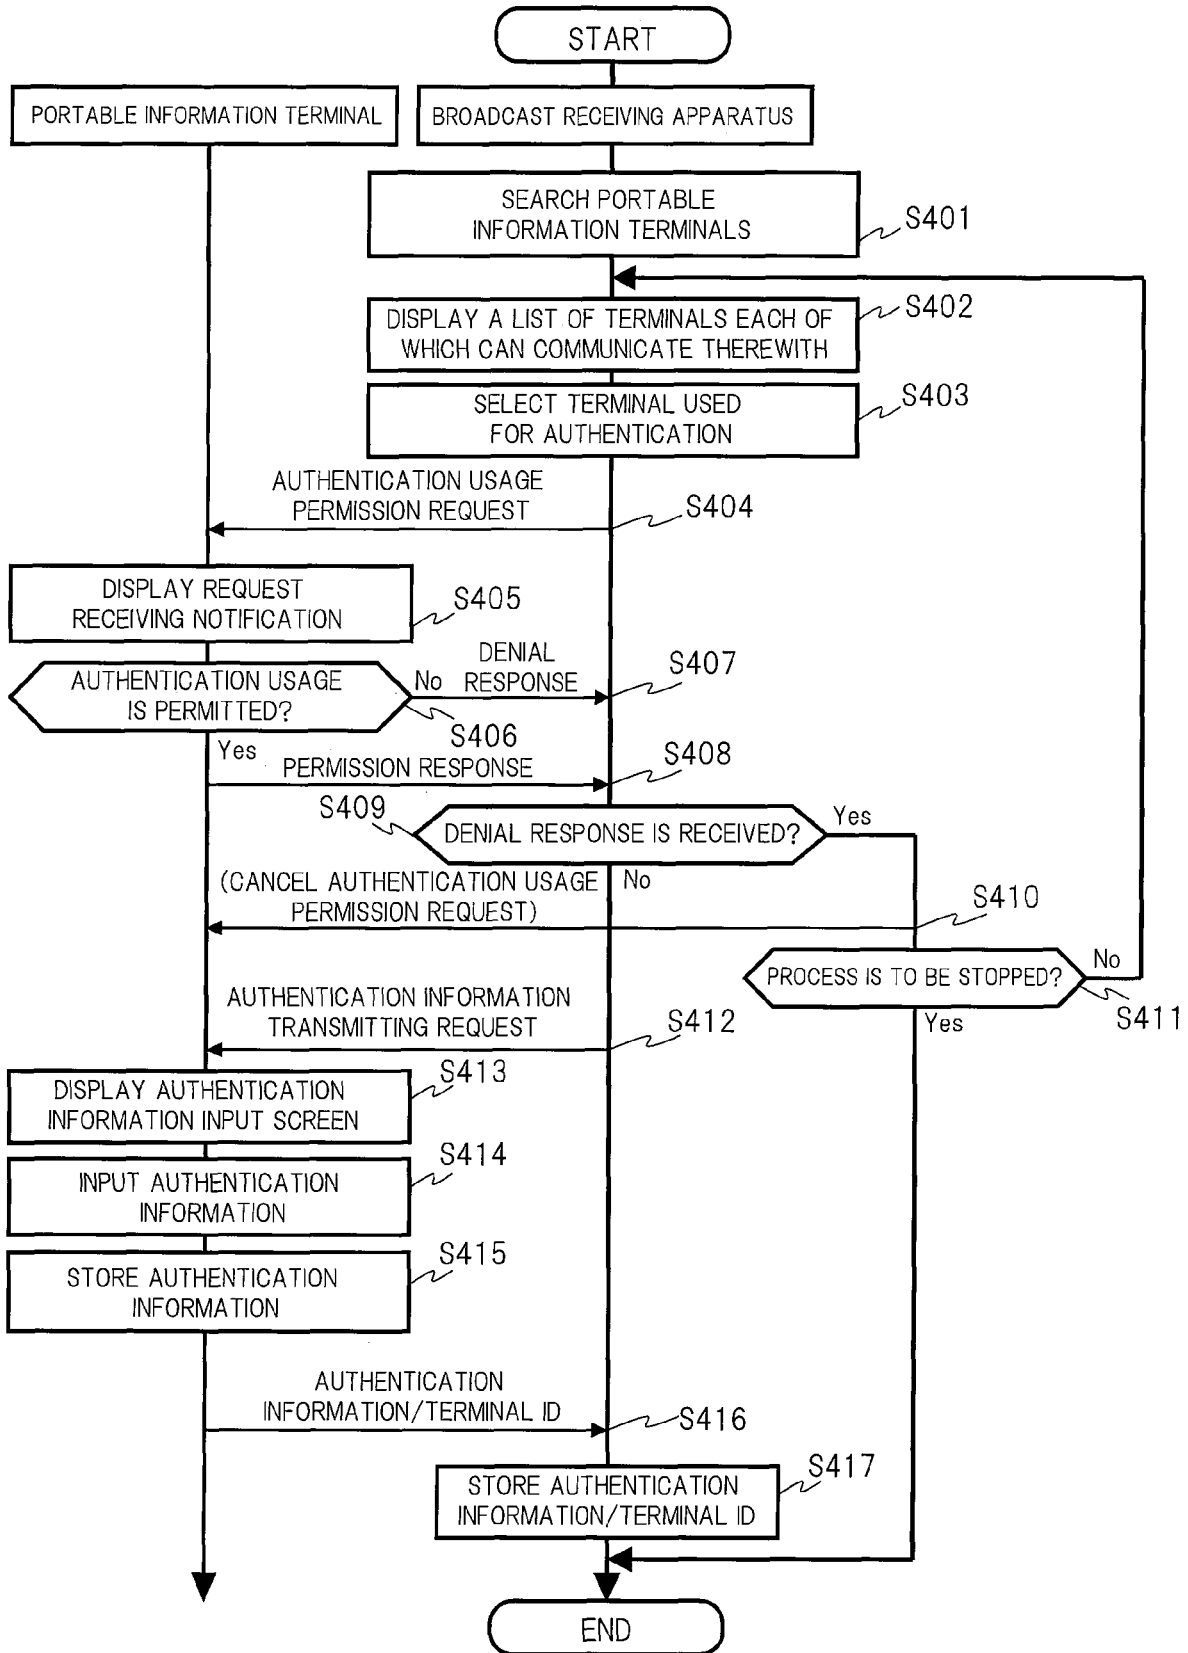 START
PORTABLE INFORMATION TERMINAL
BROADCAST RECEIVING APPARATUS
SEARCH PORTABLE
INFORMATION TERMINALS
S401
DISPLAY A LIST OF TERMINALS EACH OF
WHICH CAN COMMUNICATE THEREWITH
S402
SELECT TERMINAL USED
FOR AUTHENTICATION
S403
AUTHENTICATION USAGE
PERMISSION REQUEST
S404
DISPLAY REQUEST
RECEIVING NOTIFICATION
S405
AUTHENTICATION USAGE
IS PERMITTED?
No
DENIAL
RESPONSE
S407
S406
Yes
PERMISSION RESPONSE
S408
S409
DENIAL RESPONSE IS RECEIVED?
Yes
No
(CANCEL AUTHENTICATION USAGE
PERMISSION REQUEST)
S410
PROCESS IS TO BE STOPPED?
No
S411
Yes
AUTHENTICATION INFORMATION
TRANSMITTING REQUEST
S412
DISPLAY AUTHENTICATION
INFORMATION INPUT SCREEN
S413
INPUT AUTHENTICATION
INFORMATION
S414
STORE AUTHENTICATION
INFORMATION
S415
AUTHENTICATION
INFORMATION/TERMINAL ID
S416
STORE AUTHENTICATION
INFORMATION/TERMINAL ID
S417
END